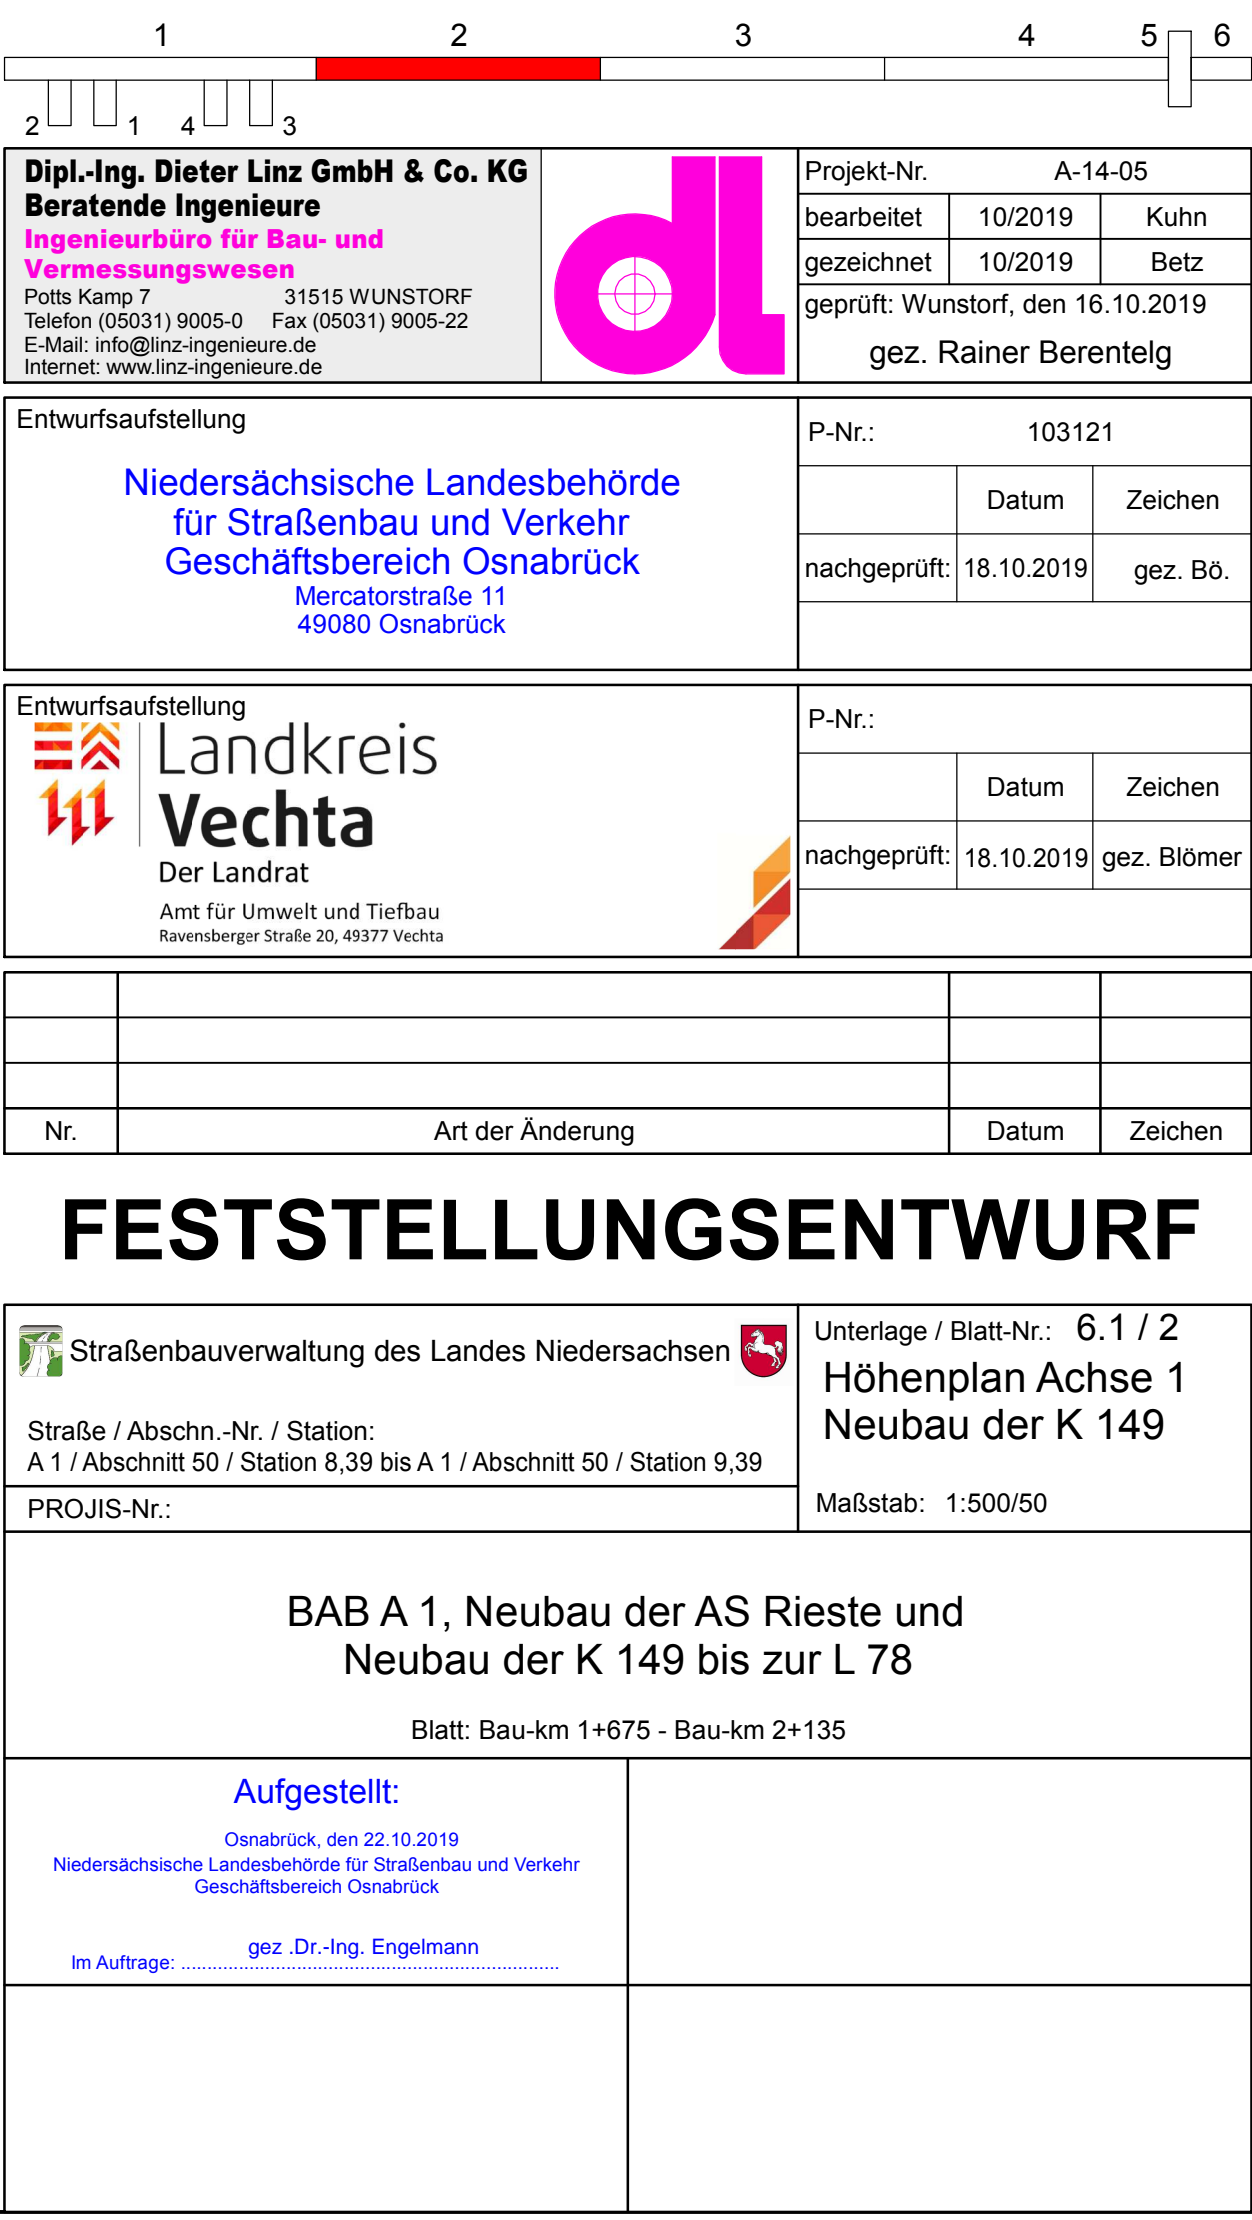 1 2 3 4 5 6
2 1 4 3
Dipl.-Ing. Dieter Linz GmbH & Co. KG
Beratende Ingenieure
Ingenieurbüro für Bau- und
Vermessungswesen
Potts Kamp 7 31515 WUNSTORF
Telefon (05031) 9005-0 Fax (05031) 9005-22
E-Mail: info@linz-ingenieure.de
Internet: www.linz-ingenieure.de
dl
Projekt-Nr. A-14-05
bearbeitet 10/2019 Kuhn
gezeichnet 10/2019 Betz
geprüft: Wunstorf, den 16.10.2019
gez. Rainer Berentelg
Entwurfsaufstellung
Niedersächsische Landesbehörde
für Straßenbau und Verkehr
Geschäftsbereich Osnabrück
Mercatorstraße 11
49080 Osnabrück
P-Nr.: 103121
Datum Zeichen
nachgeprüft: 18.10.2019 gez. Bö.
Entwurfsaufstellung
Landkreis
Vechta
Der Landrat
Amt für Umwelt und Tiefbau
Ravensberger Straße 20, 49377 Vechta
P-Nr.:
Datum Zeichen
nachgeprüft: 18.10.2019 gez. Blömer
Nr. Art der Änderung Datum Zeichen
FESTSTELLUNGSENTWURF
Straßenbauverwaltung des Landes Niedersachsen
Straße / Abschn.-Nr. / Station:
A 1 / Abschnitt 50 / Station 8,39 bis A 1 / Abschnitt 50 / Station 9,39
PROJIS-Nr.:
Unterlage / Blatt-Nr.: 6.1 / 2
Höhenplan Achse 1
Neubau der K 149
Maßstab: 1:500/50
BAB A 1, Neubau der AS Rieste und
Neubau der K 149 bis zur L 78
Blatt: Bau-km 1+675 - Bau-km 2+135
Aufgestellt:
Osnabrück, den 22.10.2019
Niedersächsische Landesbehörde für Straßenbau und Verkehr
Geschäftsbereich Osnabrück
gez .Dr.-Ing. Engelmann
Im Auftrage: ........................................................................